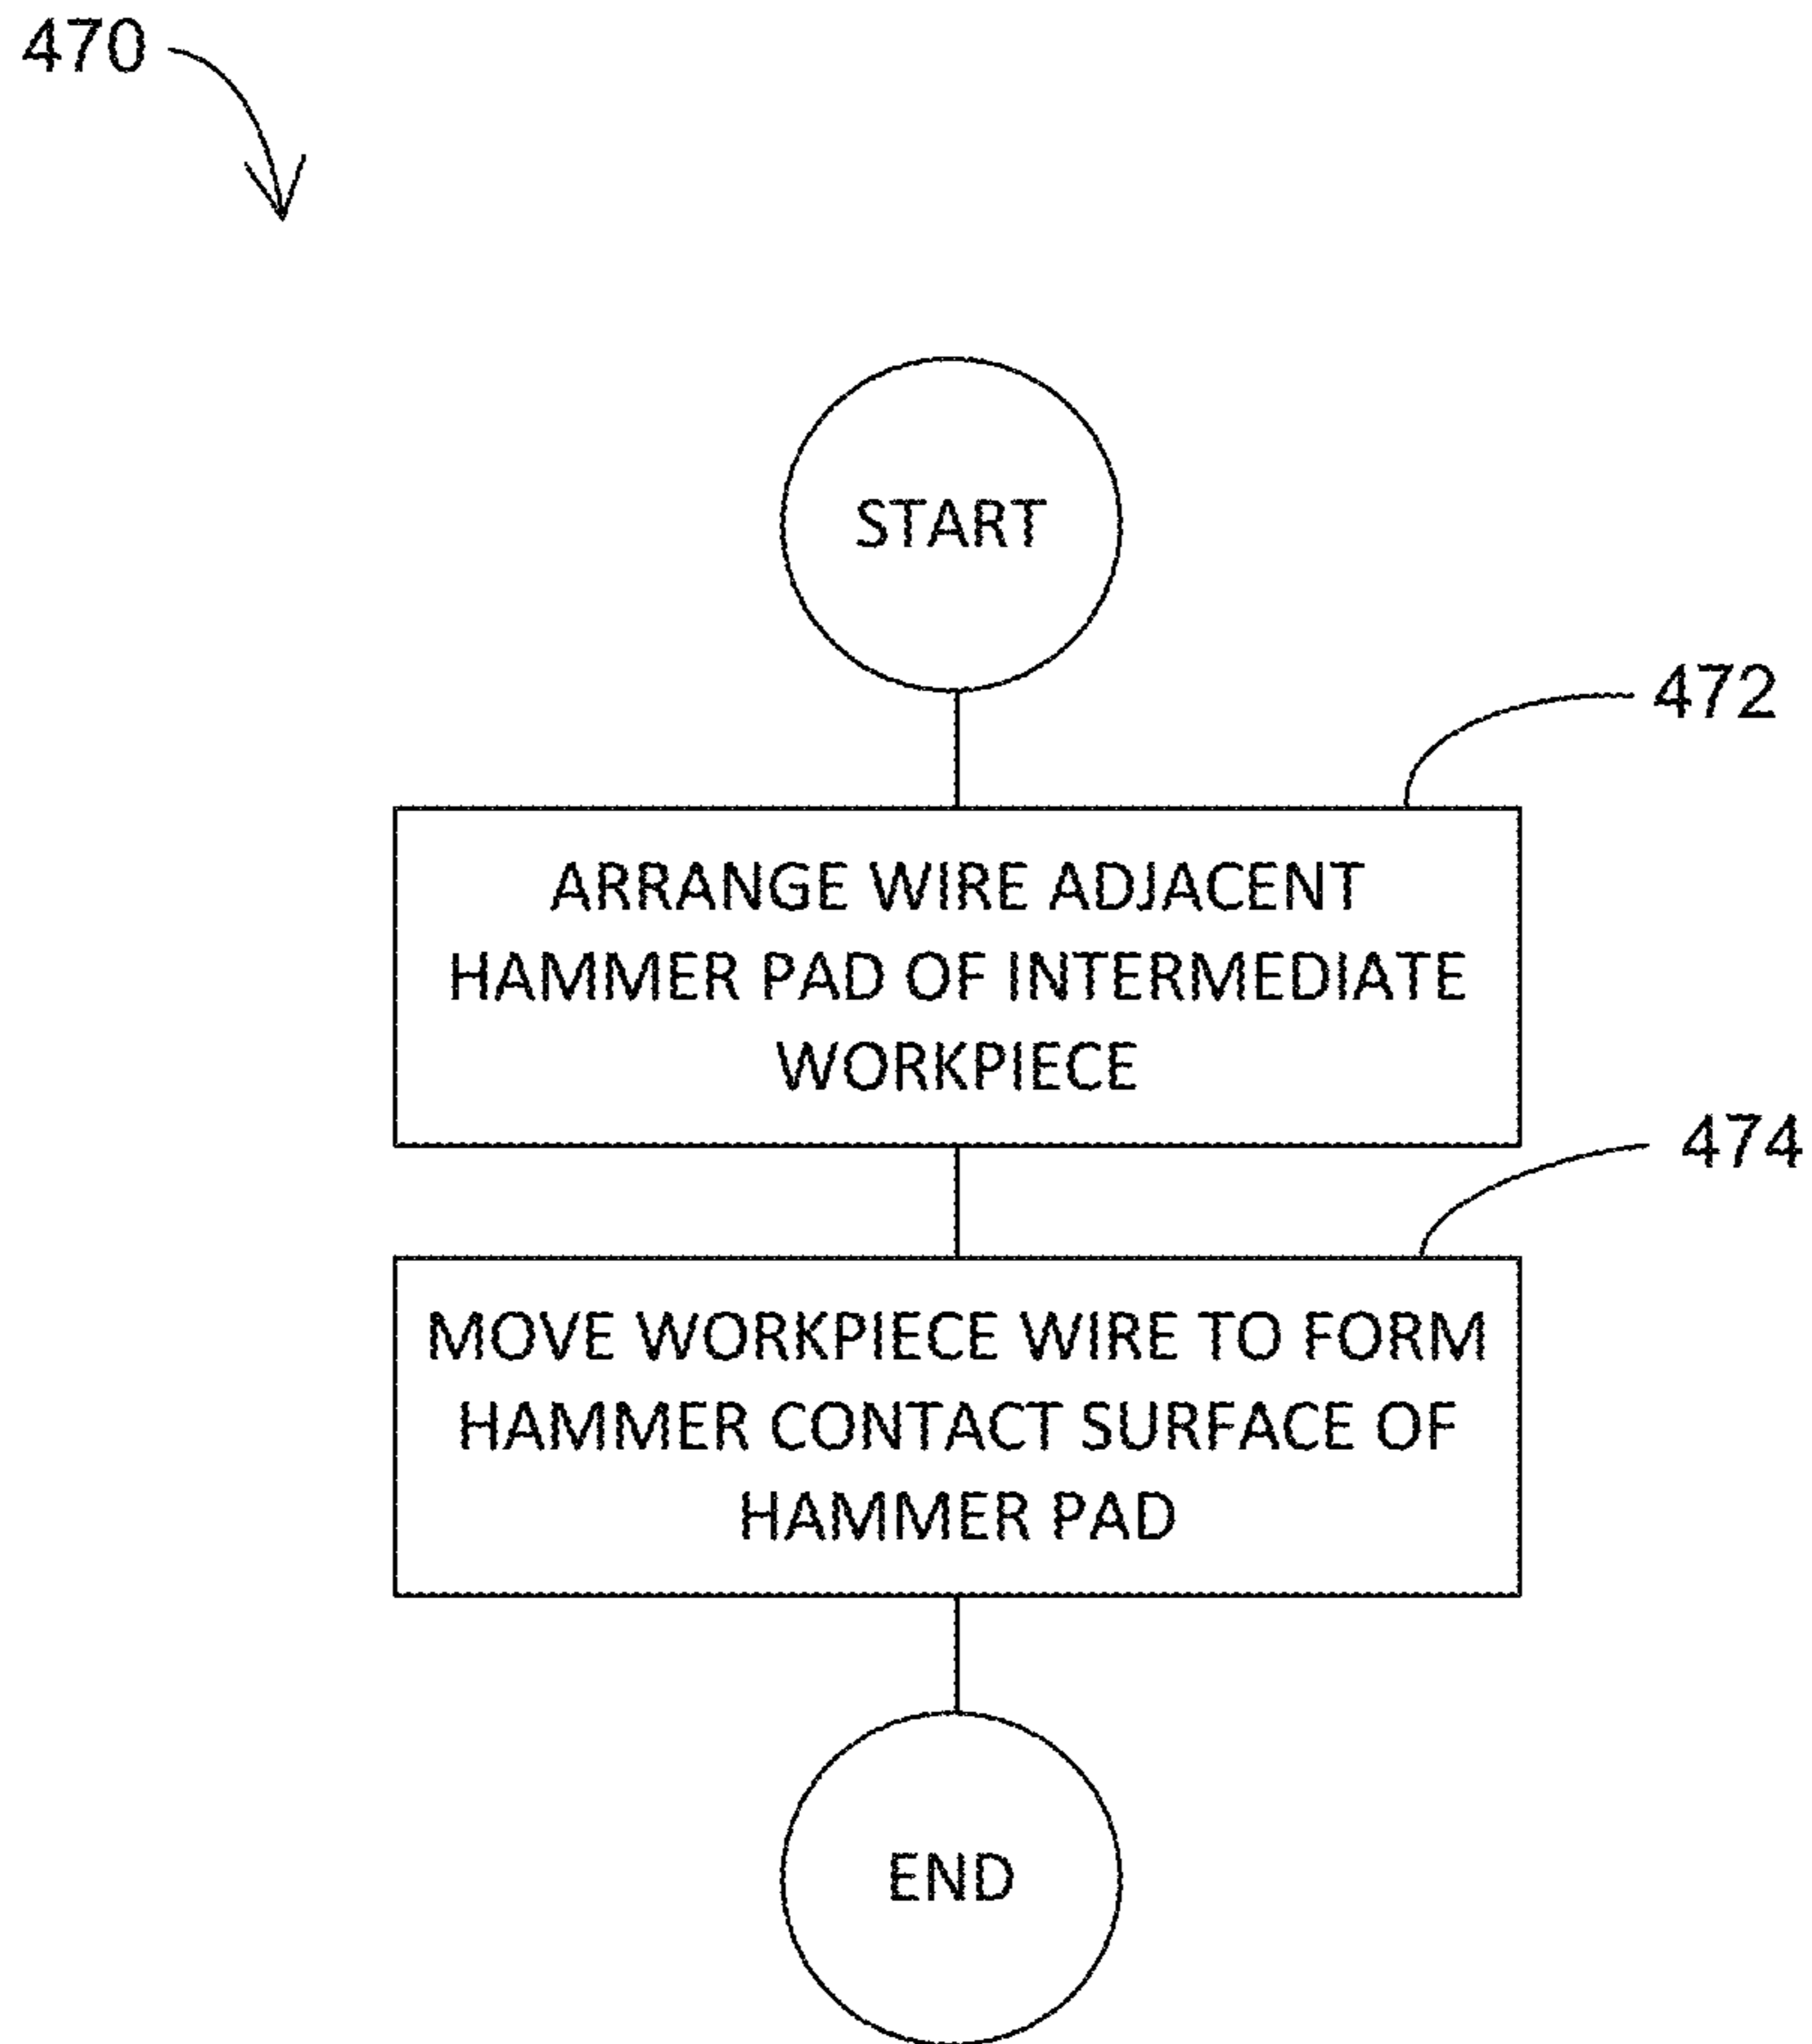 470
START
472
ARRANGE WIRE ADJACENT
HAMMER PAD OF INTERMEDIATE
WORKPIECE
474
MOVE WORKPIECE WIRE TO FORM
HAMMER CONTACT SURFACE OF
HAMMER PAD
END